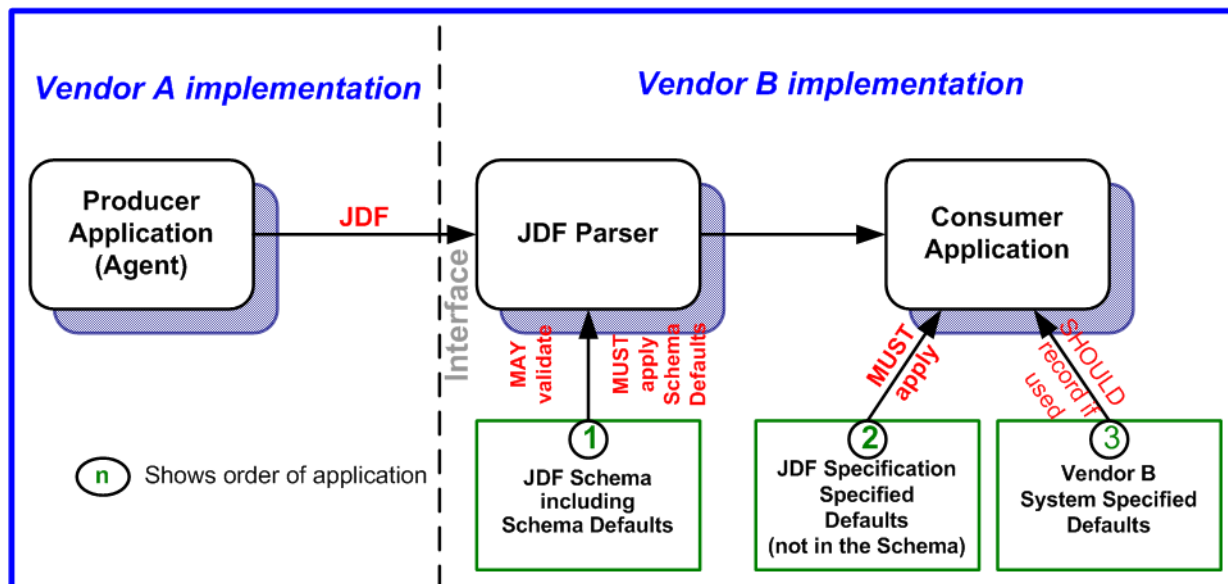 Vendor A implementation
Vendor B implementation
Producer
Application
(Agent)
JDF
Interface
JDF Parser
Consumer
Application
MAY
validate
MUST
apply
Schema
Defaults
MUST
apply
SHOULD
record if
used
n Shows order of application
1
JDF Schema
including
Schema Defaults
2
JDF Specification
Specified
Defaults
(not in the Schema)
3
Vendor B
System Specified
Defaults